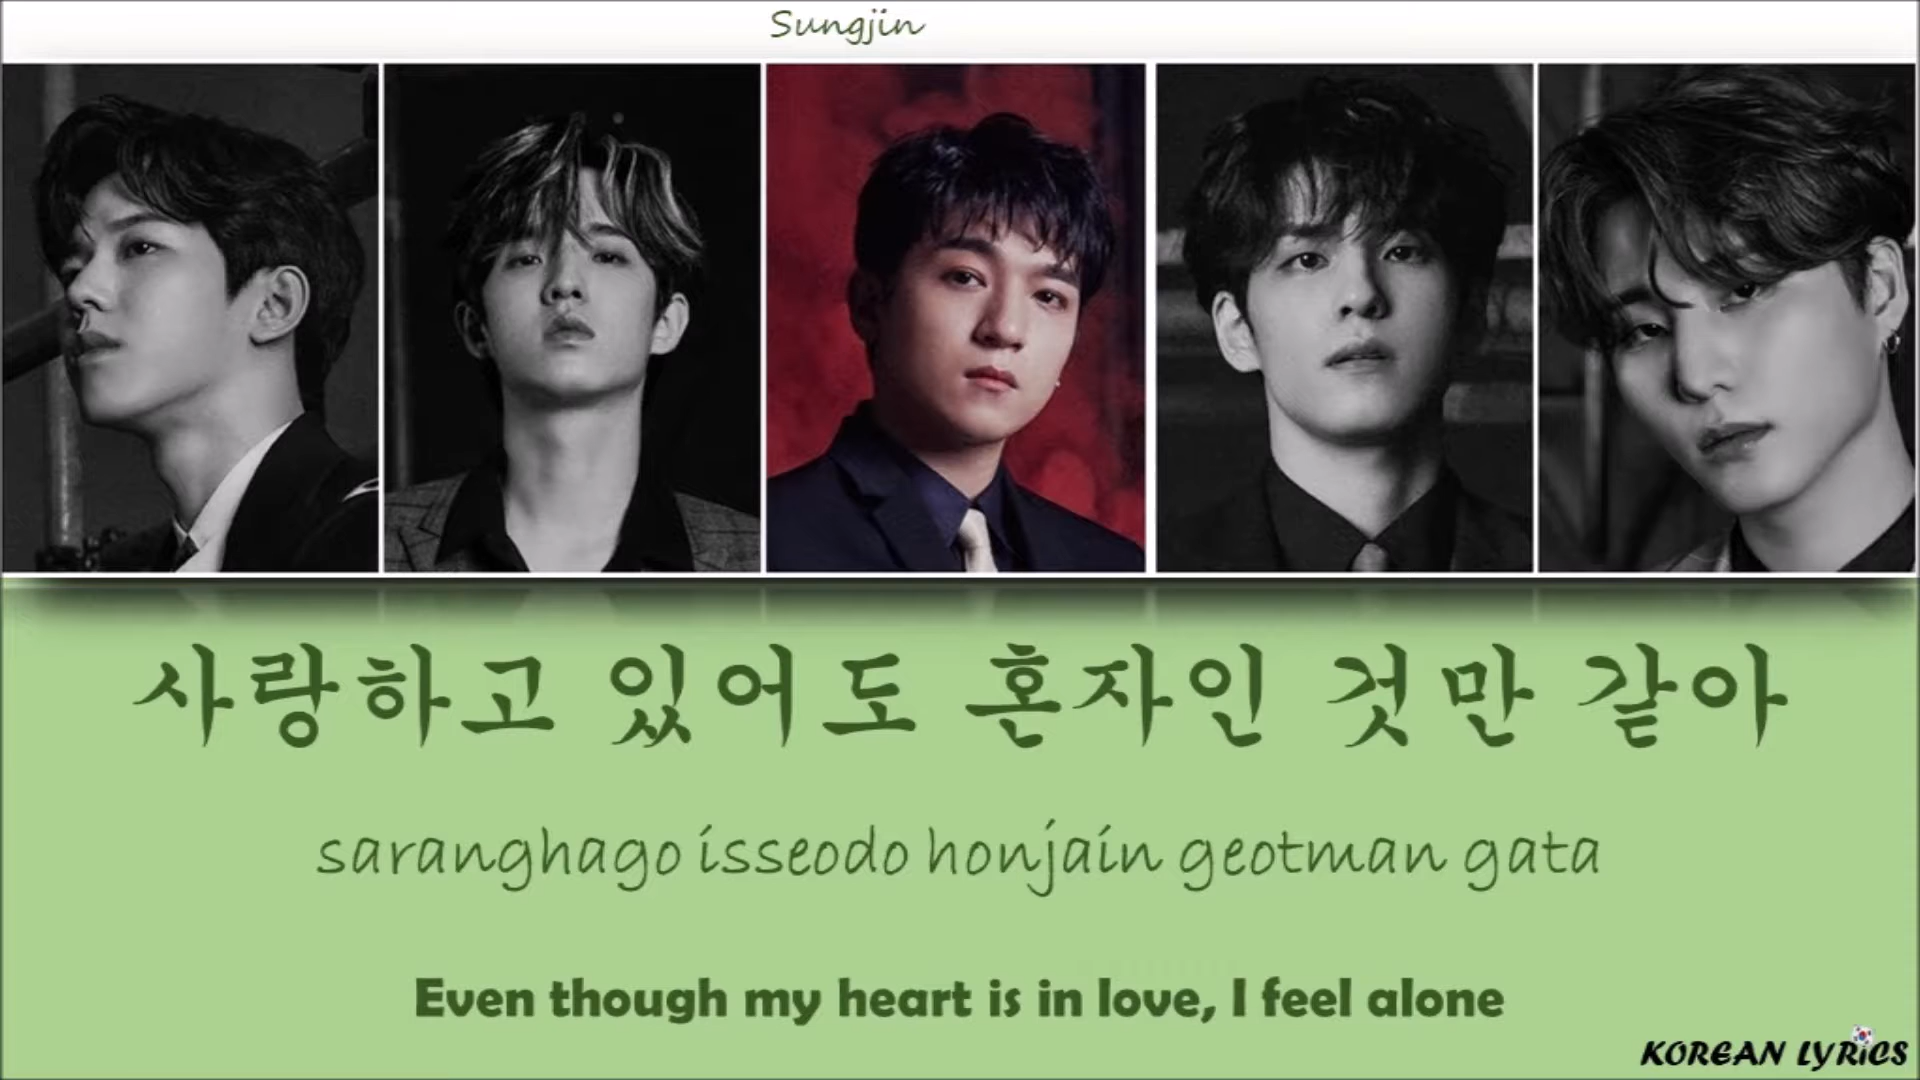 Sungjin
사랑하고 있어도 혼자인 것만 같아
saranghago isseodo honjain geotman gata
Even though my heart is in love, I feel alone
KOREAN LYRICS